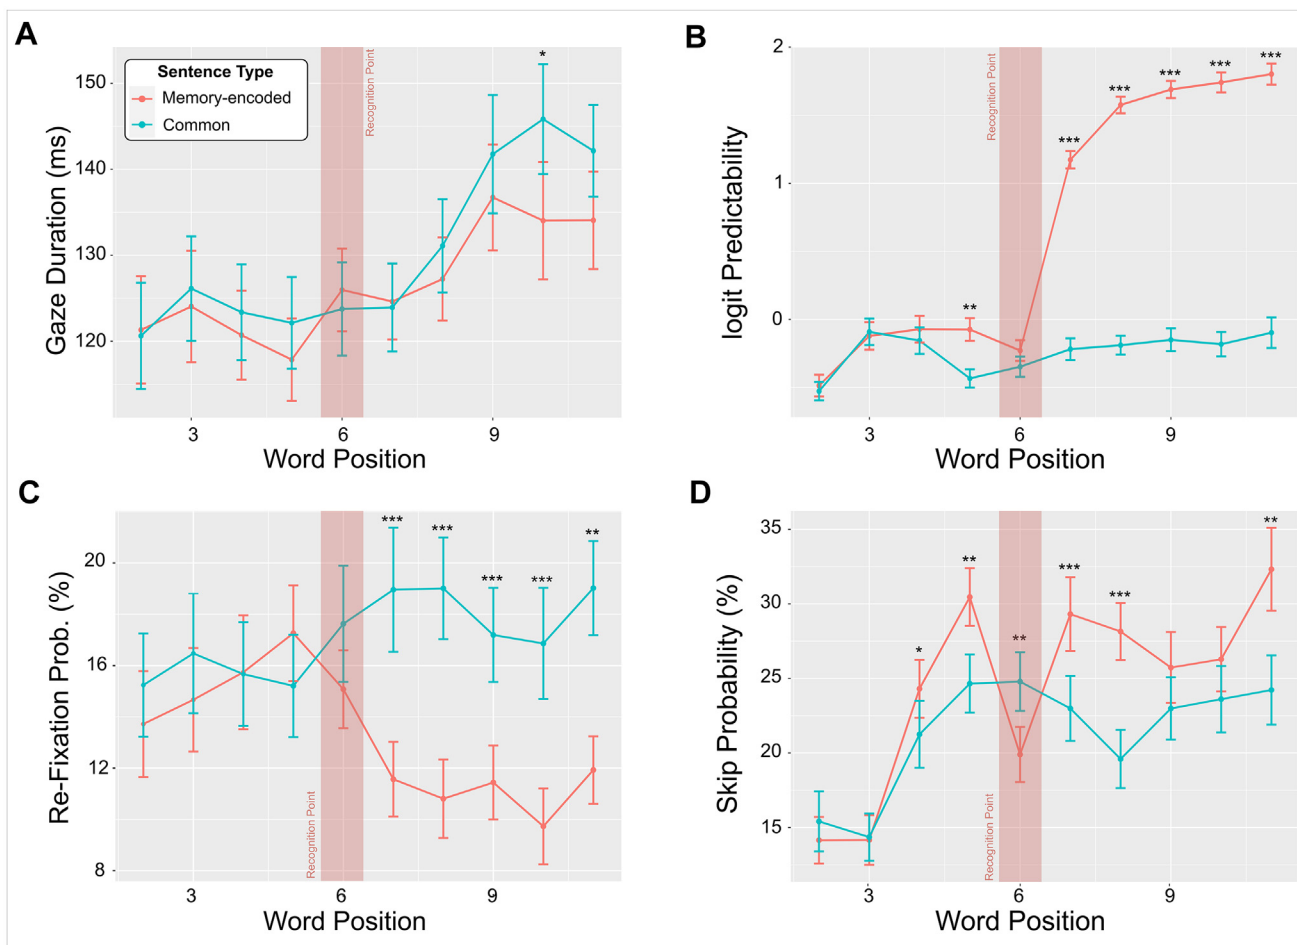 A
Sentence Type
Memory-encoded
Common
Recognition Point
*
150
140
130
120
Gaze Duration (ms)
3
6
9
Word Position
B
Recognition Point
**
***
***
***
***
***
2
1
0
logit Predictability
3
6
9
Word Position
C
***
***
***
***
**
20
16
12
8
Re-Fixation Prob. (%)
Recognition Point
3
6
9
Word Position
D
*
**
**
***
***
**
35
30
25
20
15
Skip Probability (%)
Recognition Point
3
6
9
Word Position